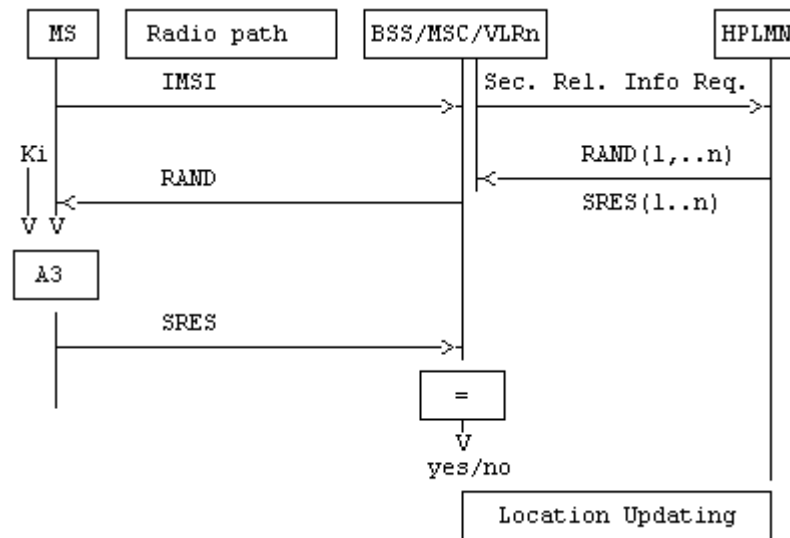 MS
Radio path
BSS/MSC/VLRn
HPLMN
IMSI
Sec. Rel. Info Req.
Ki
RAND
RAND(1,..n)
SRES(1..n)
V V
A3
SRES
=
V
yes/no
Location Updating